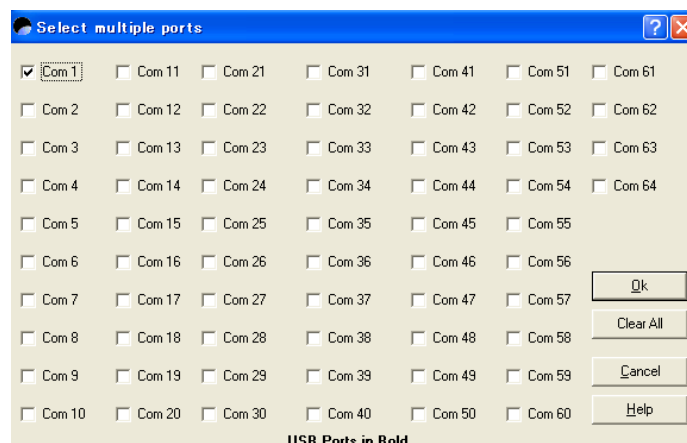 Select multiple ports
Com 1 Com 11 Com 21 Com 31 Com 41 Com 51 Com 61
Com 2 Com 12 Com 22 Com 32 Com 42 Com 52 Com 62
Com 3 Com 13 Com 23 Com 33 Com 43 Com 53 Com 63
Com 4 Com 14 Com 24 Com 34 Com 44 Com 54 Com 64
Com 5 Com 15 Com 25 Com 35 Com 45 Com 55
Com 6 Com 16 Com 26 Com 36 Com 46 Com 56
Ok
Com 7 Com 17 Com 27 Com 37 Com 47 Com 57
Clear All
Com 8 Com 18 Com 28 Com 38 Com 48 Com 58
Com 9 Com 19 Com 29 Com 39 Com 49 Com 59 Cancel
Com 10 Com 20 Com 30 Com 40 Com 50 Com 60 Help
USB Ports in Bold